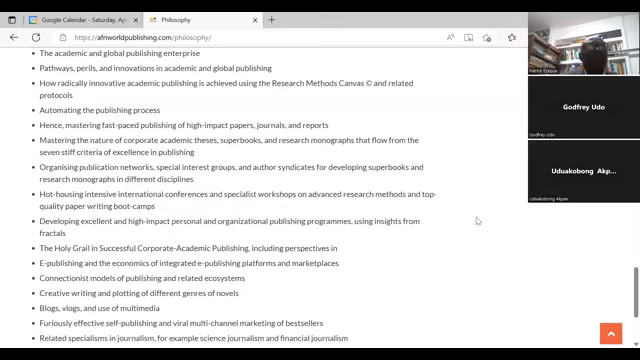 Google Calendar - Saturday, Ap
Philosophy
https://afriworldpublishing.com/philosophy/
The academic and global publishing enterprise
Pathways, perils, and innovations in academic and global publishing
How radically innovative academic publishing is achieved using the Research Methods Canvas © and related
protocols
Automating the publishing process
Hence, mastering fast-paced publishing of high-impact papers, journals, and reports
Mastering the nature of corporate academic theses, superbooks, and research monographs that flow from the
seven stiff criteria of excellence in publishing
Organising publication networks, special interest groups, and author syndicates for developing superbooks and
research monographs in different disciplines
Hot-housing intensive international conferences and specialist workshops on advanced research methods and top-
quality paper writing boot-camps
Developing excellent and high-impact personal and organizational publishing programmes, using insights from
fractals
The Holy Grail in Successful Corporate-Academic Publishing, including perspectives in
E-publishing and the economics of integrated e-publishing platforms and marketplaces
Connectionist models of publishing and related ecosystems
Creative writing and plotting of different genres of novels
Blogs, vlogs, and use of multimedia
Furiously effective self-publishing and viral multi-channel marketing of bestsellers
Related specialisms in journalism, for example science journalism and financial journalism
Patrick
Godfrey Udo
Godfrey udo
Uduakobong Akp...
Uduakobong Akpan